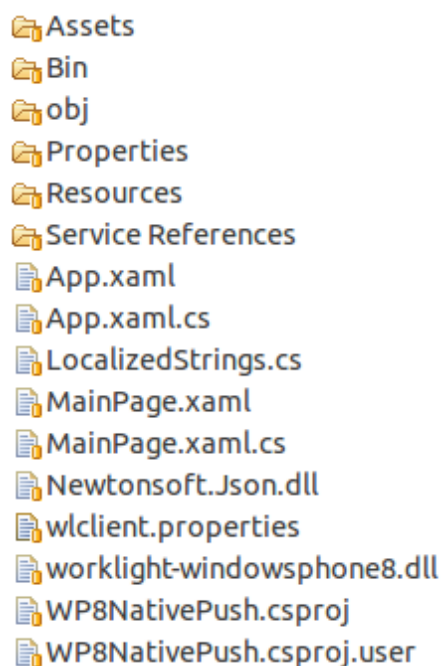 Assets
Bin
obj
Properties
Resources
Service References
App.xaml
App.xaml.cs
LocalizedStrings.cs
MainPage.xaml
MainPage.xaml.cs
Newtonsoft.Json.dll
wlclient.properties
worklight-windowsphone8.dll
WP8NativePush.csproj
WP8NativePush.csproj.user